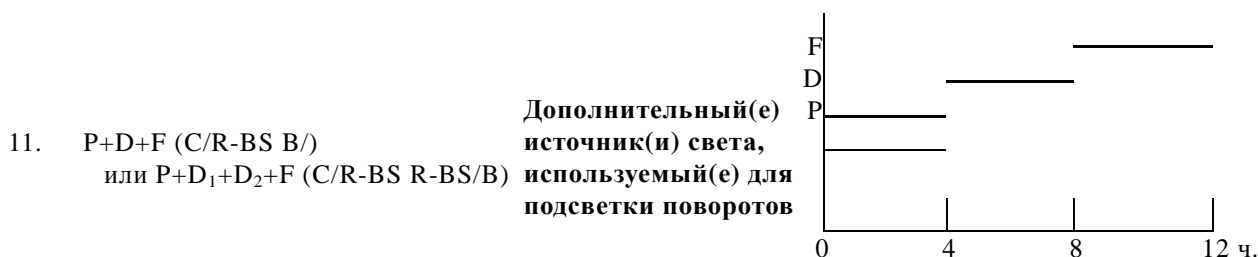 11. P+D+F (C/R-BS B/)
или P+D₁+D₂+F (C/R-BS R-BS/B)
Дополнительный(е)
источник(и) света,
используемый(е) для
подсветки поворотов
F
D
P
0 4 8 12 ч.